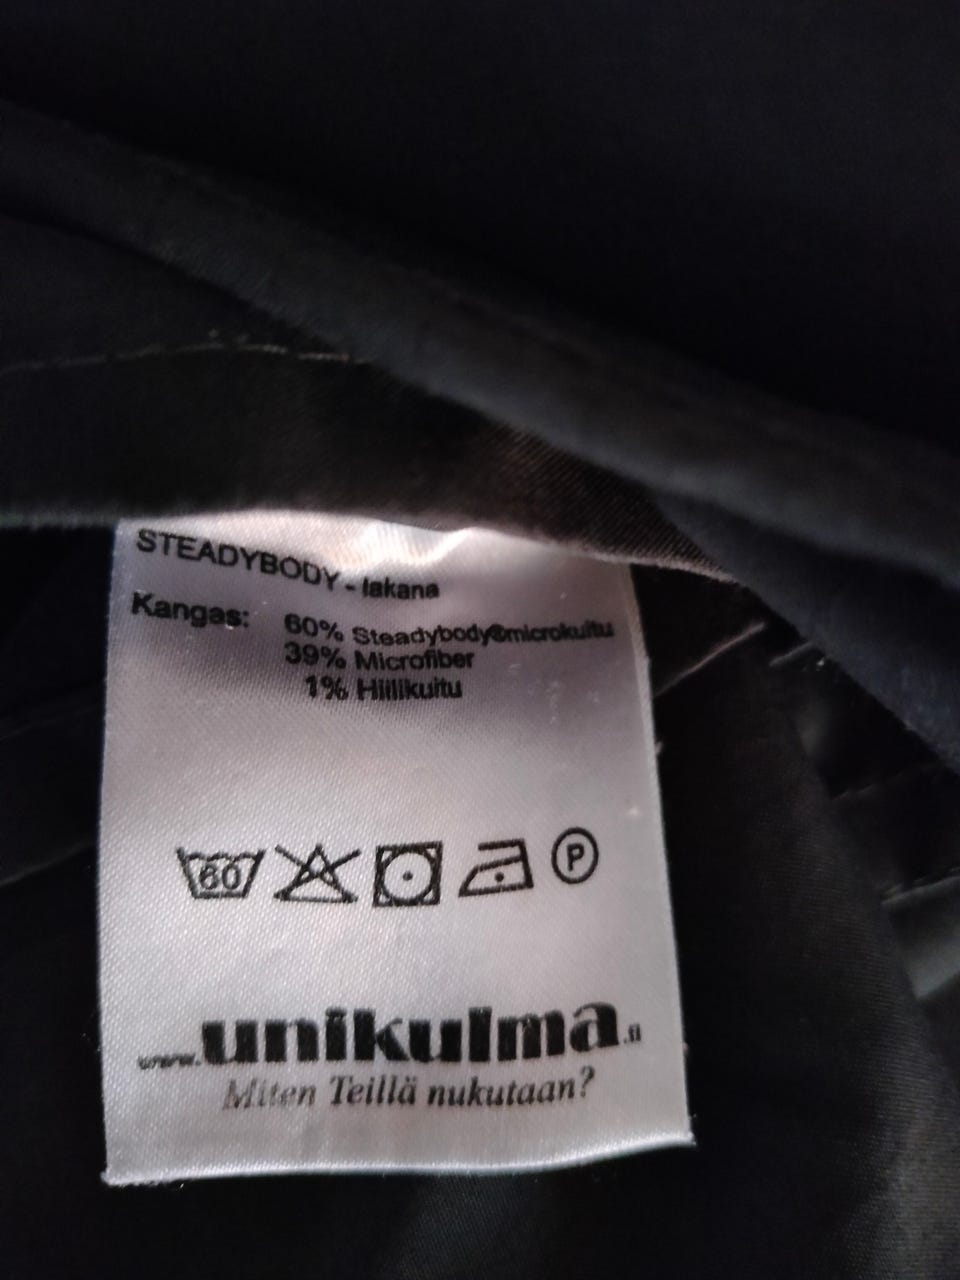 STEADYBODY - lakana
Kangas: 60% Steadybody®microkuitu
39% Microfiber
1% Hiilikuitu
60 P
www.unikulma.fi
Miten Teillä nukutaan?